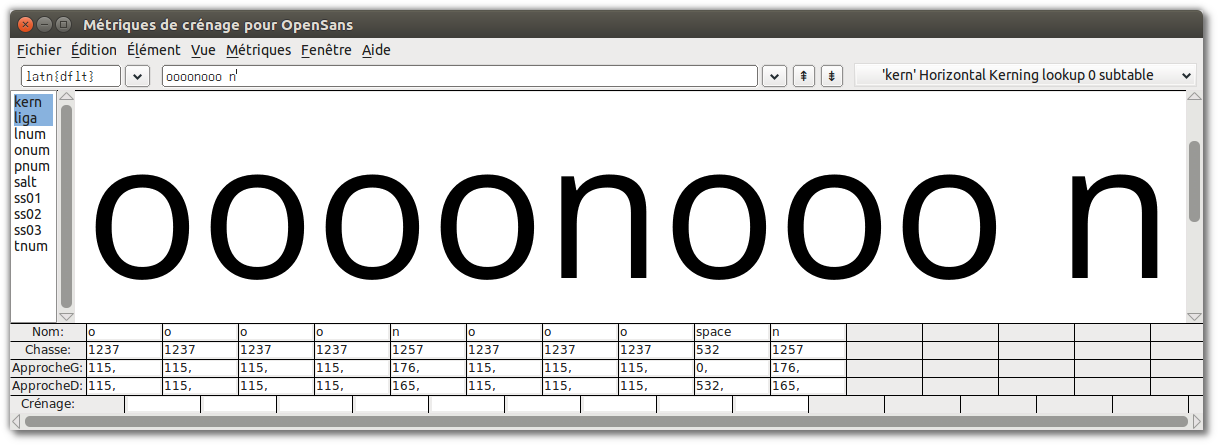 Métriques de crénage pour OpenSans
Fichier Édition Élément Vue Métriques Fenêtre Aide
latn{dflt} oooonooo n 'kern' Horizontal Kerning lookup 0 subtable
kern
liga
lnum
onum
pnum
salt
ss01
ss02
ss03
tnum
oooonooo n
Nom: o o o o n o o o space n
Chasse: 1237 1237 1237 1237 1257 1237 1237 1237 532 1257
ApprocheG: 115, 115, 115, 115, 176, 115, 115, 115, 0, 176,
ApprocheD: 115, 115, 115, 115, 165, 115, 115, 115, 532, 165,
Crénage: